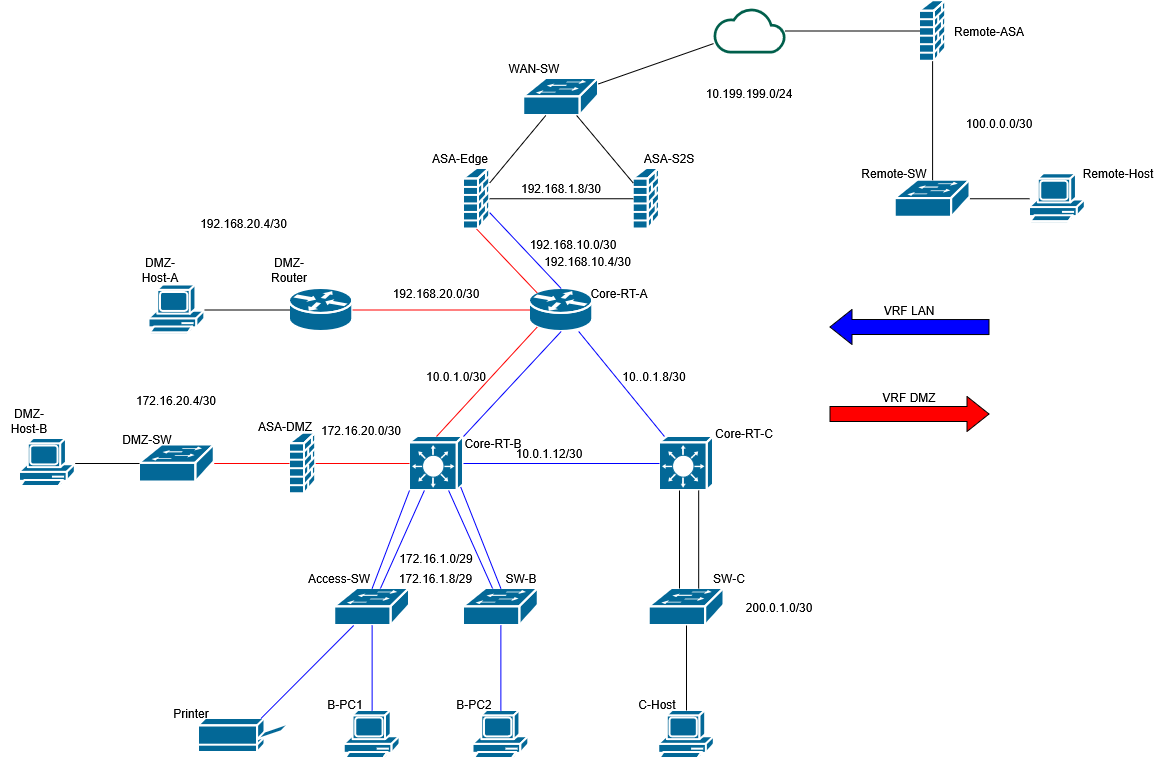 Remote-ASA
WAN-SW
10.199.199.0/24
100.0.0.0/30
ASA-Edge
ASA-S2S
Remote-SW
Remote-Host
192.168.1.8/30
192.168.20.4/30
192.168.10.0/30
192.168.10.4/30
DMZ-
Host-A
DMZ-
Router
192.168.20.0/30
Core-RT-A
VRF LAN
10.0.1.0/30
10..0.1.8/30
172.16.20.4/30
VRF DMZ
DMZ-
Host-B
DMZ-SW
ASA-DMZ
172.16.20.0/30
Core-RT-B
10.0.1.12/30
Core-RT-C
172.16.1.0/29
172.16.1.8/29
Access-SW
SW-B
SW-C
200.0.1.0/30
Printer
B-PC1
B-PC2
C-Host